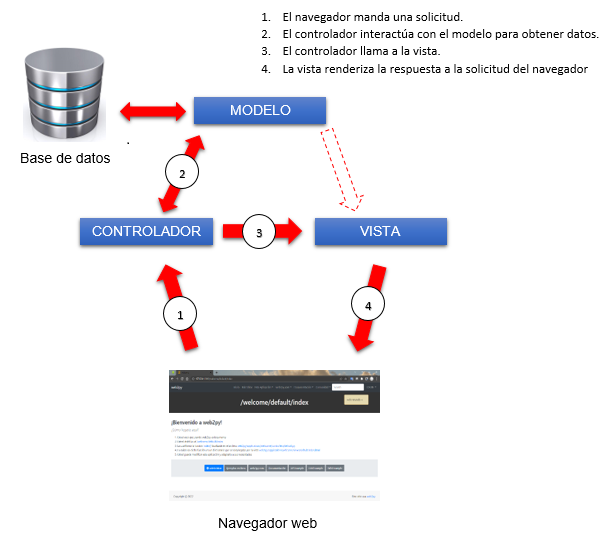 1. El navegador manda una solicitud.
2. El controlador interactúa con el modelo para obtener datos.
3. El controlador llama a la vista.
4. La vista renderiza la respuesta a la solicitud del navegador
MODELO
Base de datos
2
CONTROLADOR
3
VISTA
1
4
web2py
/welcome/default/index
¡Bienvenido a web2py!
Navegador web